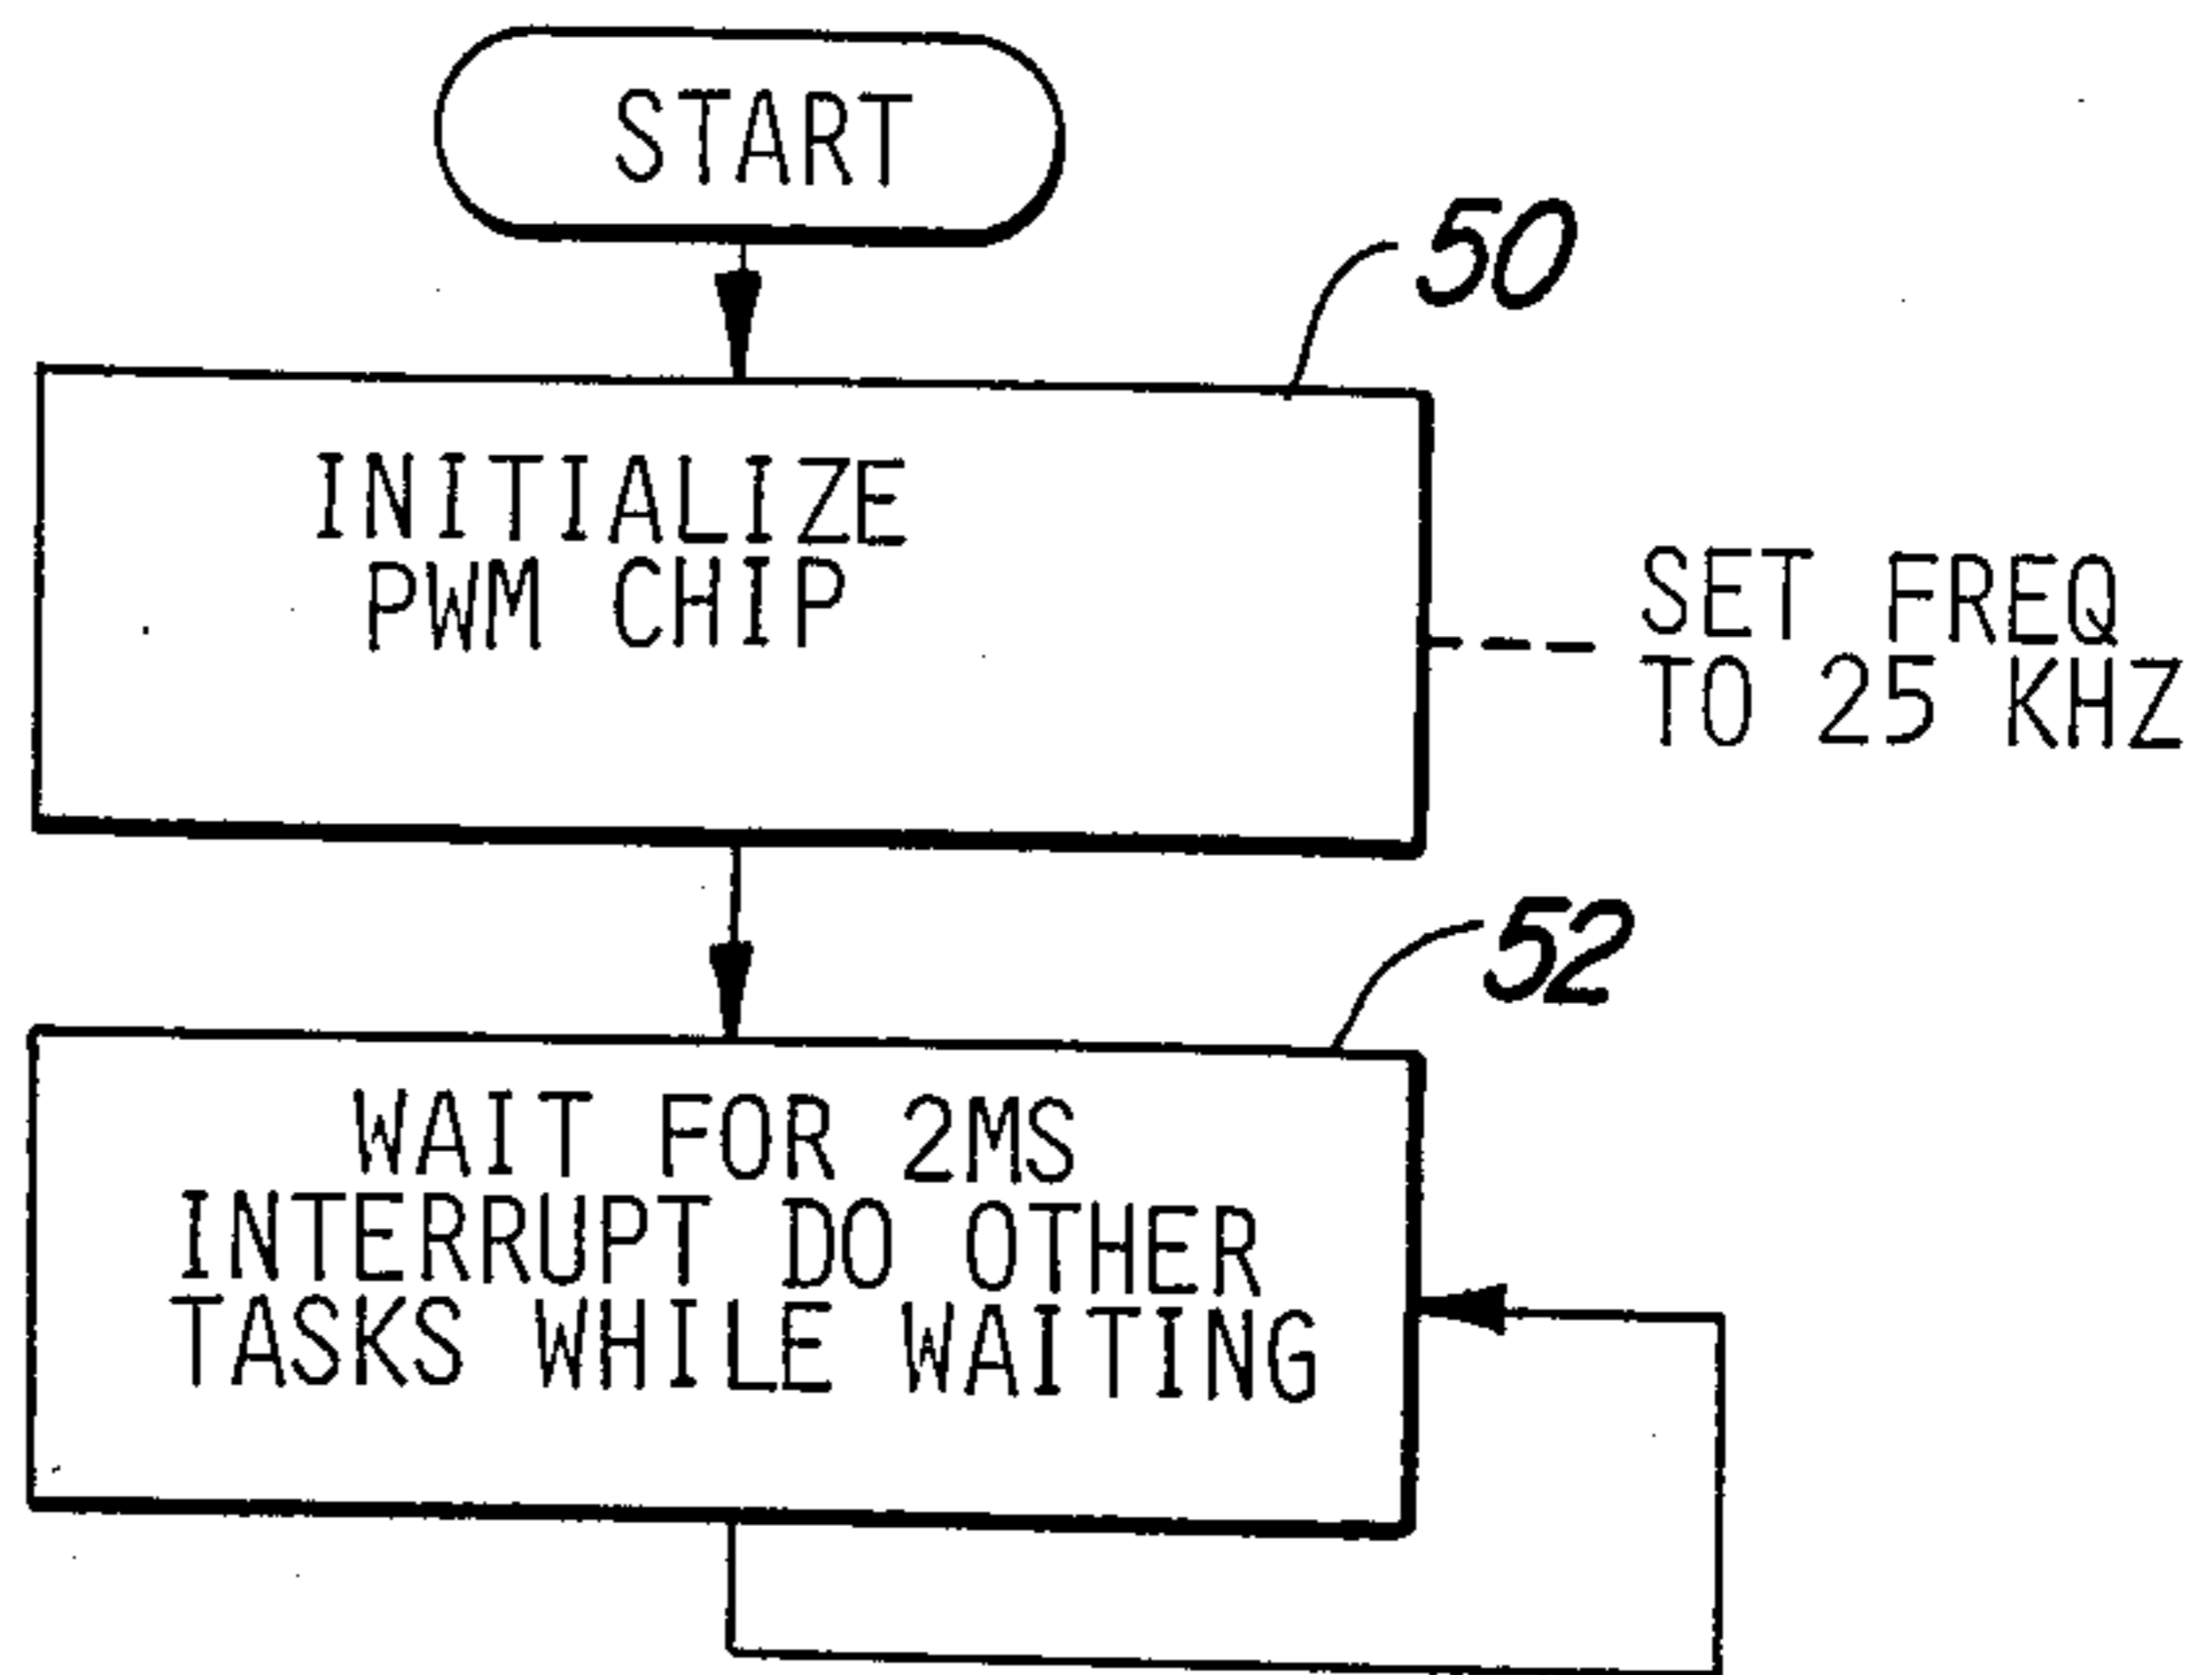 START
50
INITIALIZE
PWM CHIP
SET FREQ
TO 25 KHZ
52
WAIT FOR 2MS
INTERRUPT DO OTHER
TASKS WHILE WAITING